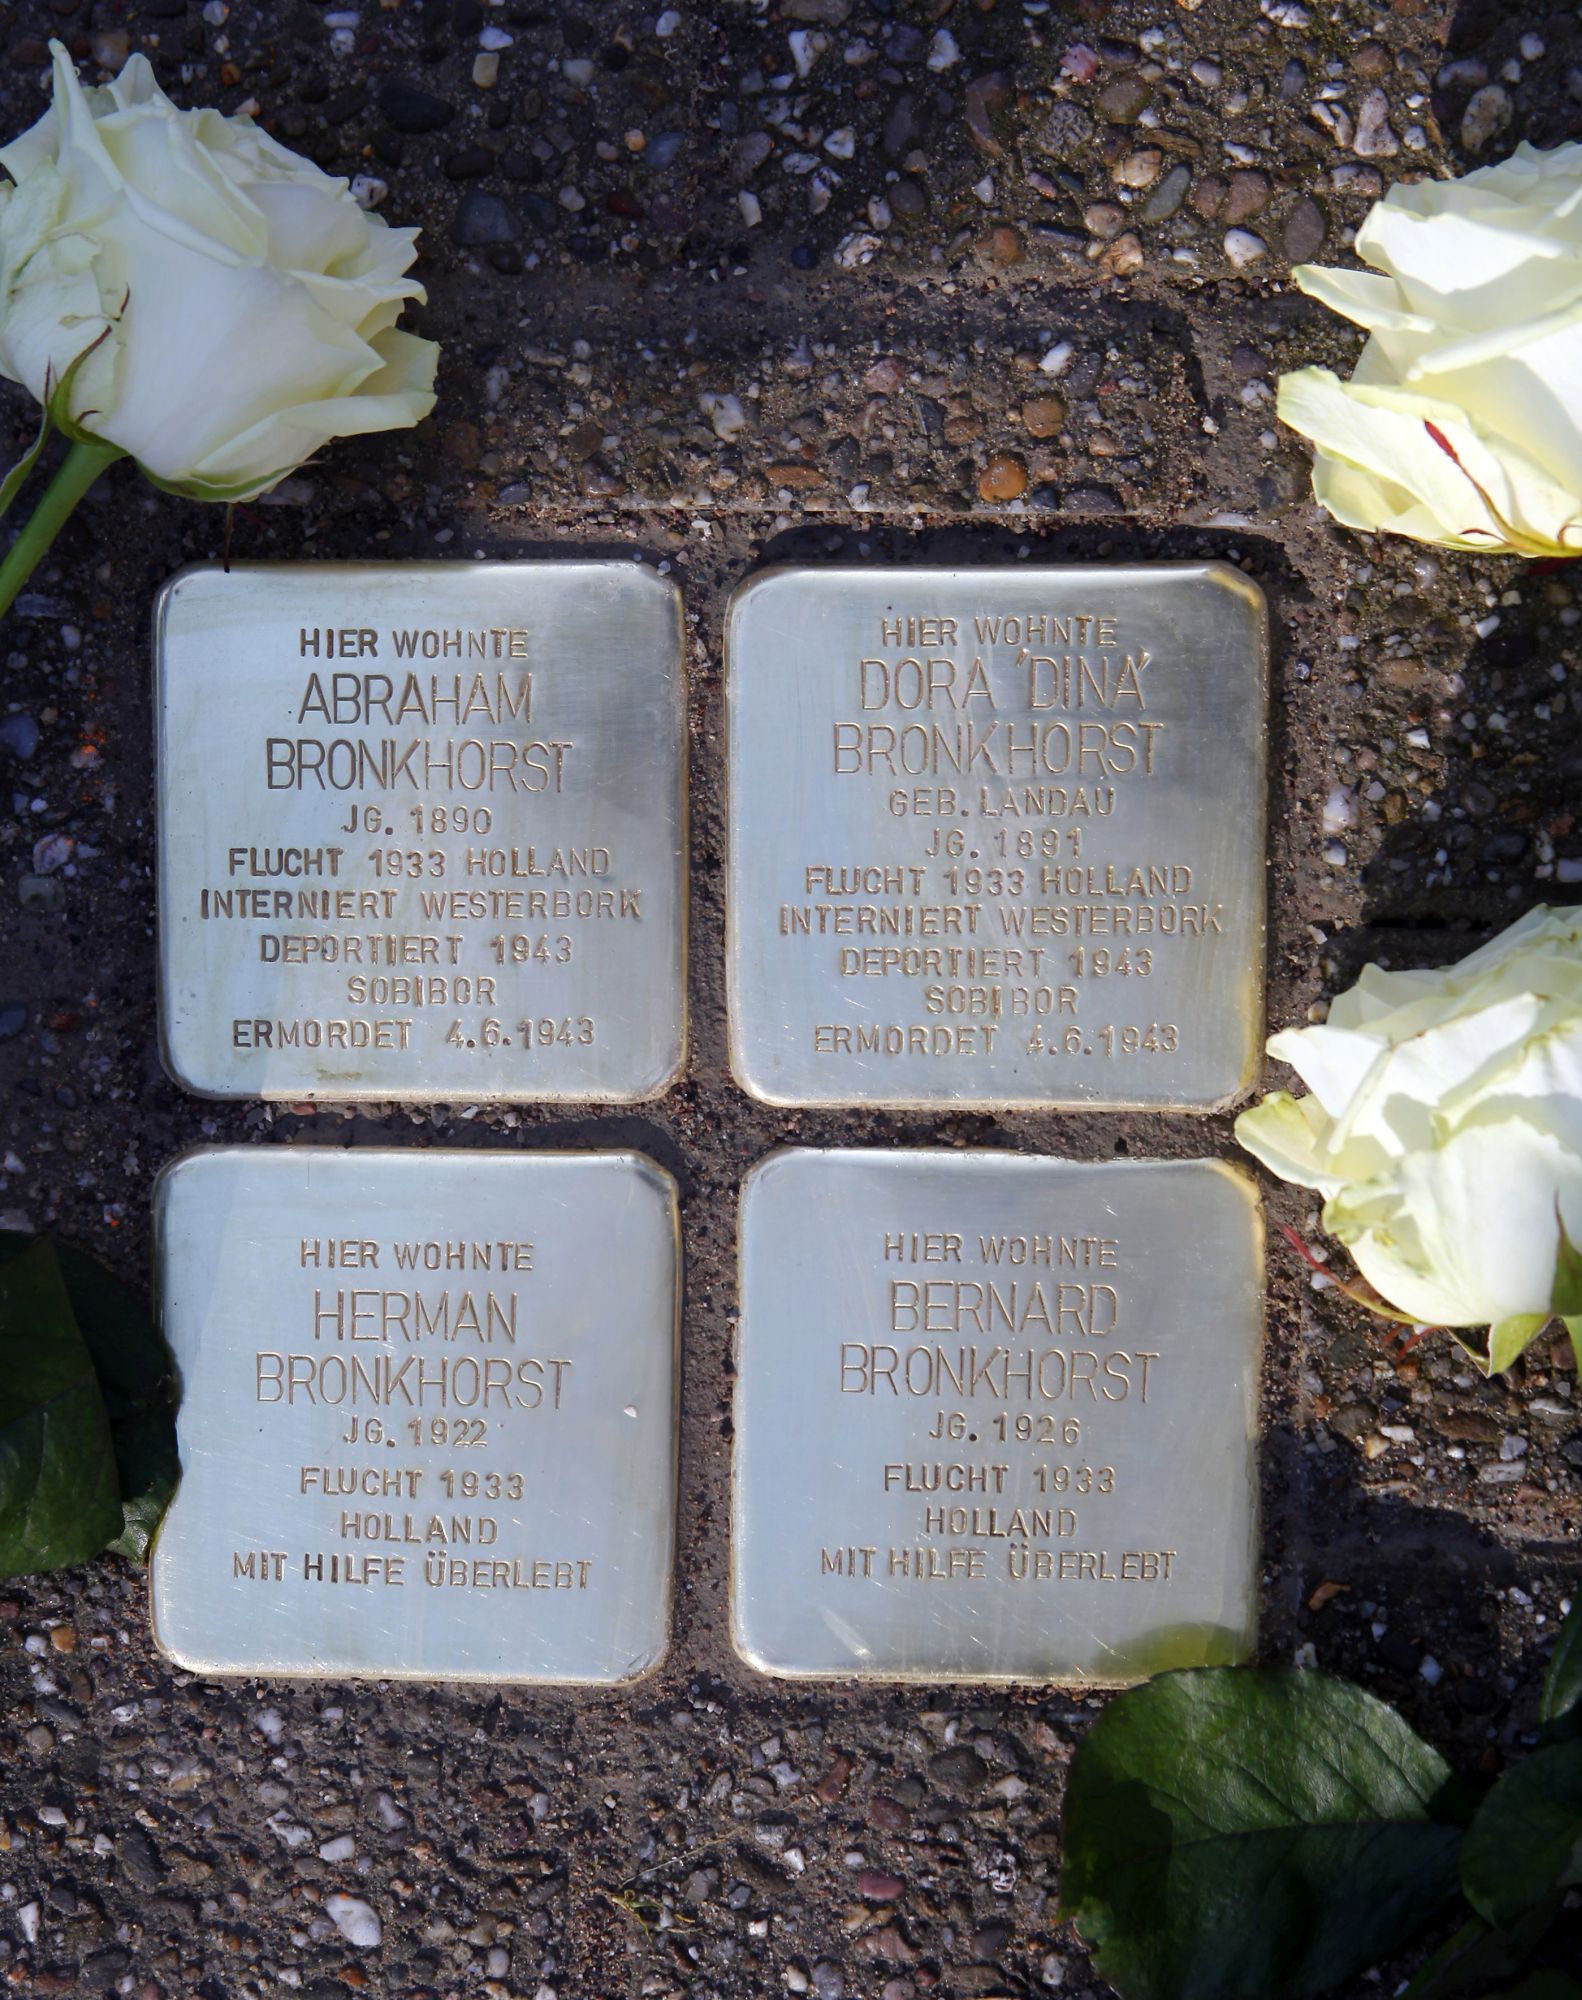 HIER WOHNTE
ABRAHAM
BRONKHORST
JG. 1890
FLUCHT 1933 HOLLAND
INTERNIERT WESTERBORK
DEPORTIERT 1943
SOBIBOR
ERMORDET 4.6.1943
HIER WOHNTE
DORA 'DINA'
BRONKHORST
GEB. LANDAU
JG. 1891
FLUCHT 1933 HOLLAND
INTERNIERT WESTERBORK
DEPORTIERT 1943
SOBIBOR
ERMORDET 4.6.1943
HIER WOHNTE
HERMAN
BRONKHORST
JG. 1922
FLUCHT 1933
HOLLAND
MIT HILFE ÜBERLEBT
HIER WOHNTE
BERNARD
BRONKHORST
JG. 1926
FLUCHT 1933
HOLLAND
MIT HILFE ÜBERLEBT